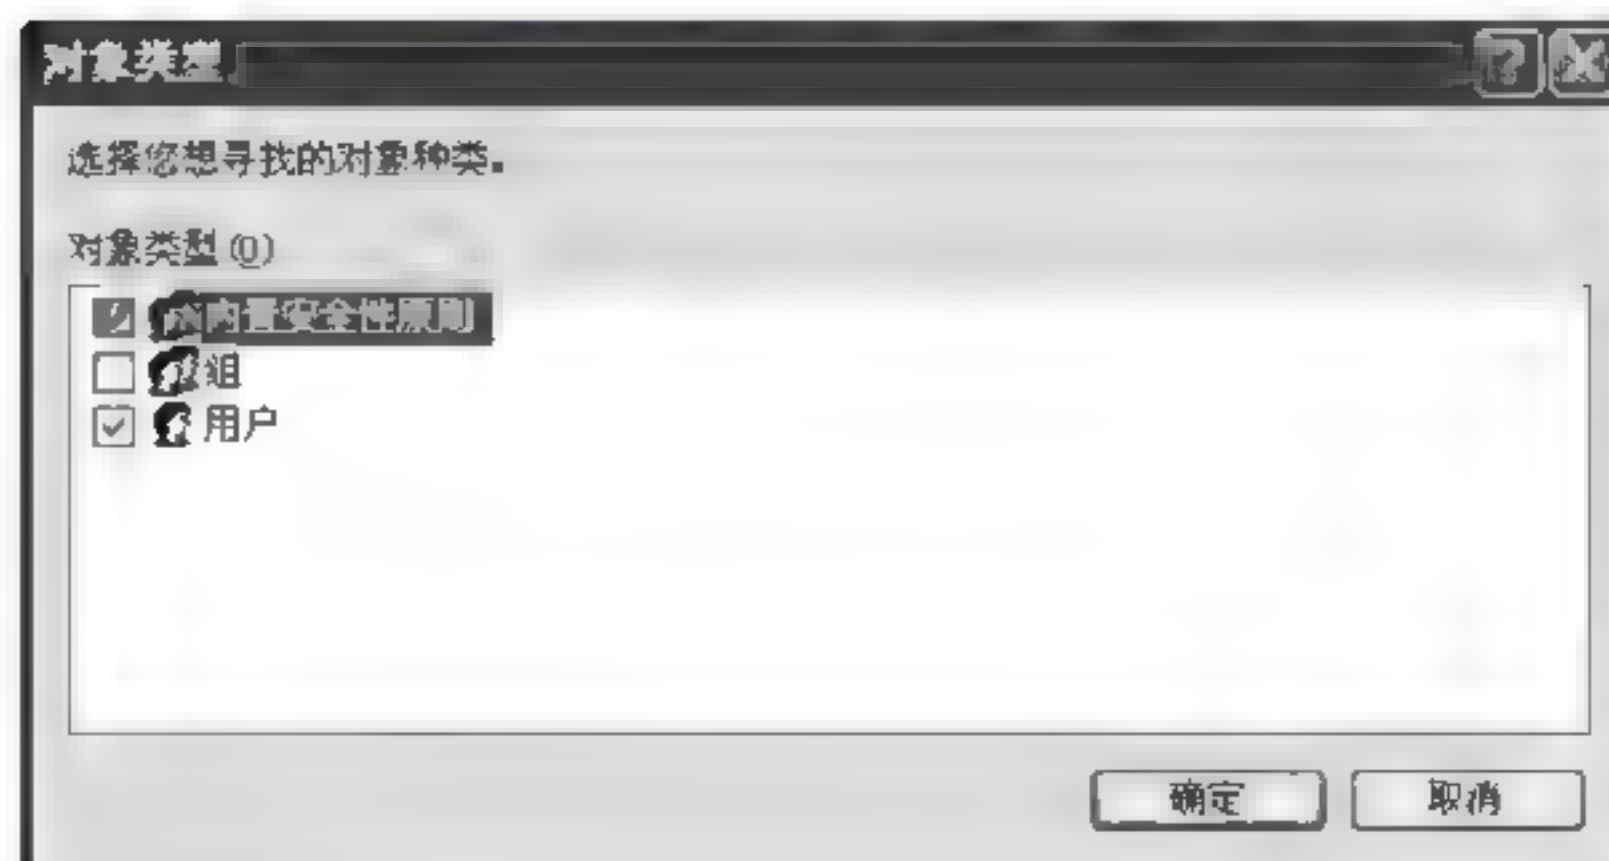 对象类型
选择您想寻找的对象种类。
对象类型(O)
内置安全性原则
组
用户
确定 取消